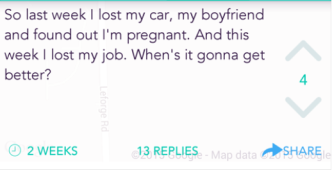 So last week I lost my car, my boyfriend
and found out I'm pregnant. And this
week I lost my job. When's it gonna get
better?
4
Leforge Rd
2 WEEKS 13 REPLIES SHARE
©2015 Google - Map data ©2015 Google